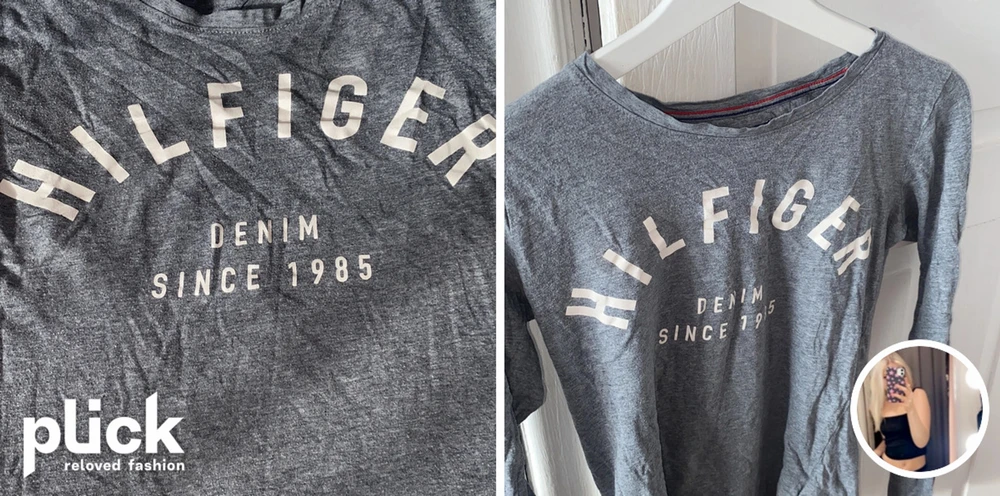 HILFIGER
DENIM
SINCE 1985
plick
reloved fashion
HILFIGER
DENIM
SINCE 1985